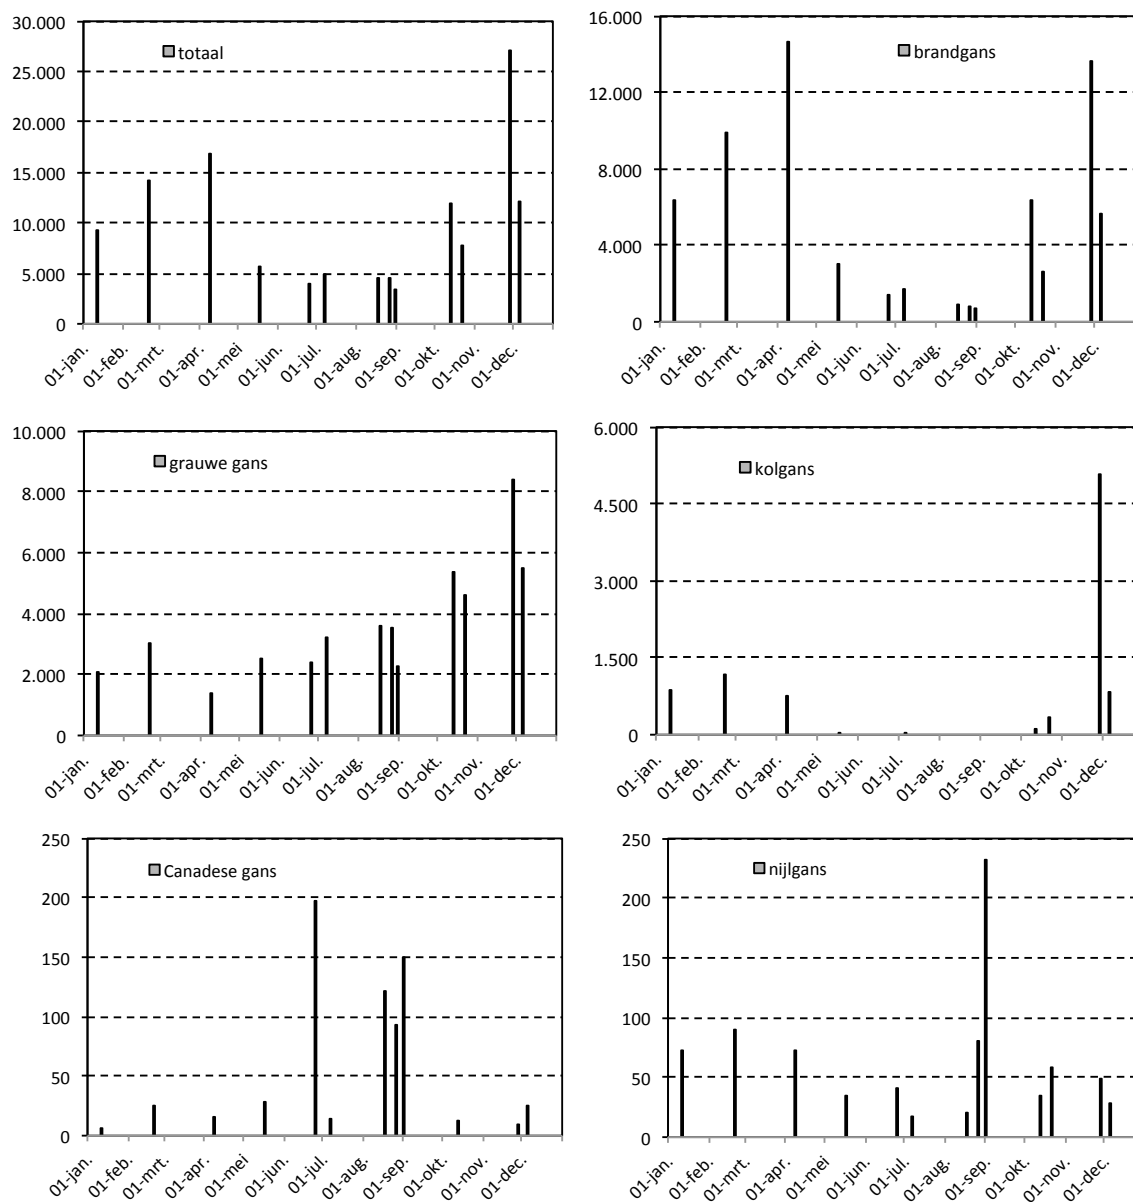 totaal
30.000
25.000
20.000
15.000
10.000
5.000
0
01-jan.
01-feb.
01-mrt.
01-apr.
01-mei
01-jun.
01-jul.
01-aug.
01-sep.
01-okt.
01-nov.
01-dec.
brandgans
16.000
12.000
8.000
4.000
0
01-jan.
01-feb.
01-mrt.
01-apr.
01-mei
01-jun.
01-jul.
01-aug.
01-sep.
01-okt.
01-nov.
01-dec.
grauwe gans
10.000
8.000
6.000
4.000
2.000
0
01-jan.
01-feb.
01-mrt.
01-apr.
01-mei
01-jun.
01-jul.
01-aug.
01-sep.
01-okt.
01-nov.
01-dec.
kolgans
6.000
4.500
3.000
1.500
0
01-jan.
01-feb.
01-mrt.
01-apr.
01-mei
01-jun.
01-jul.
01-aug.
01-sep.
01-okt.
01-nov.
01-dec.
Canadese gans
250
200
150
100
50
0
01-jan.
01-feb.
01-mrt.
01-apr.
01-mei
01-jun.
01-jul.
01-aug.
01-sep.
01-okt.
01-nov.
01-dec.
nijlgans
250
200
150
100
50
0
01-jan.
01-feb.
01-mrt.
01-apr.
01-mei
01-jun.
01-jul.
01-aug.
01-sep.
01-okt.
01-nov.
01-dec.